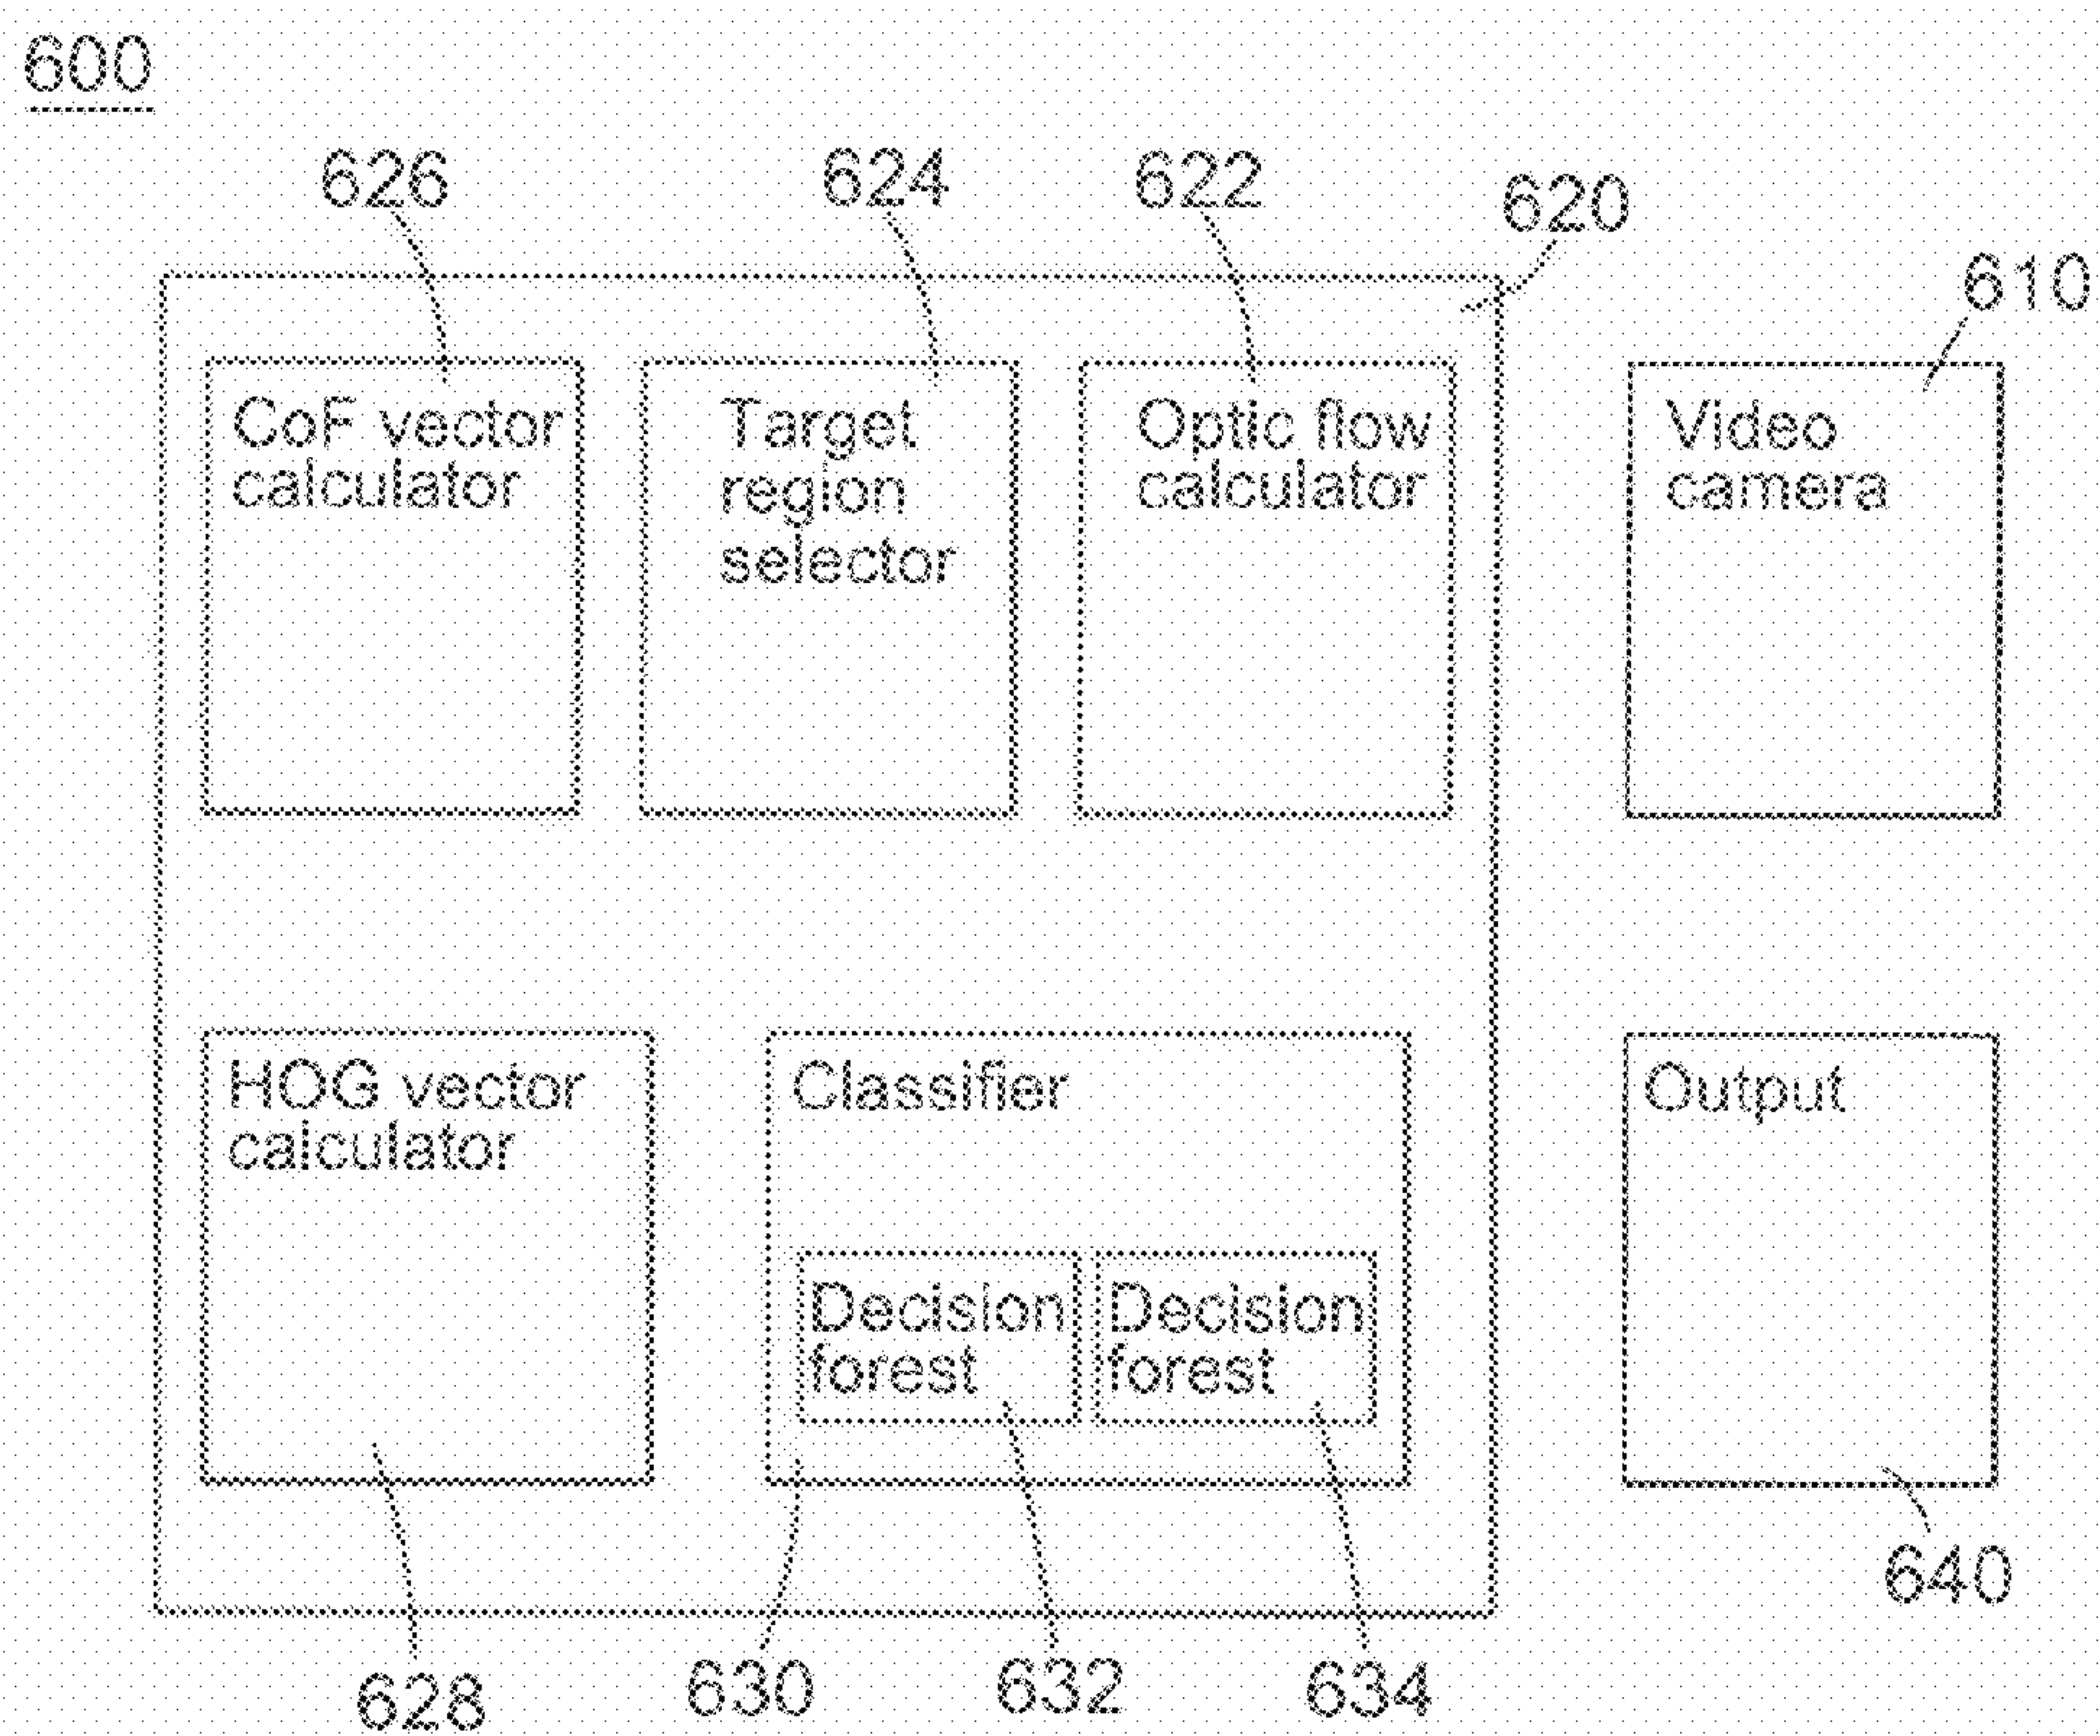 600
626
624
622
620
610
CoF vector
calculator
Target
region
selector
Optic flow
calculator
Video
camera
HOG vector
calculator
Classifier
Decision
forest
Decision
forest
Output
628
630
632
634
640